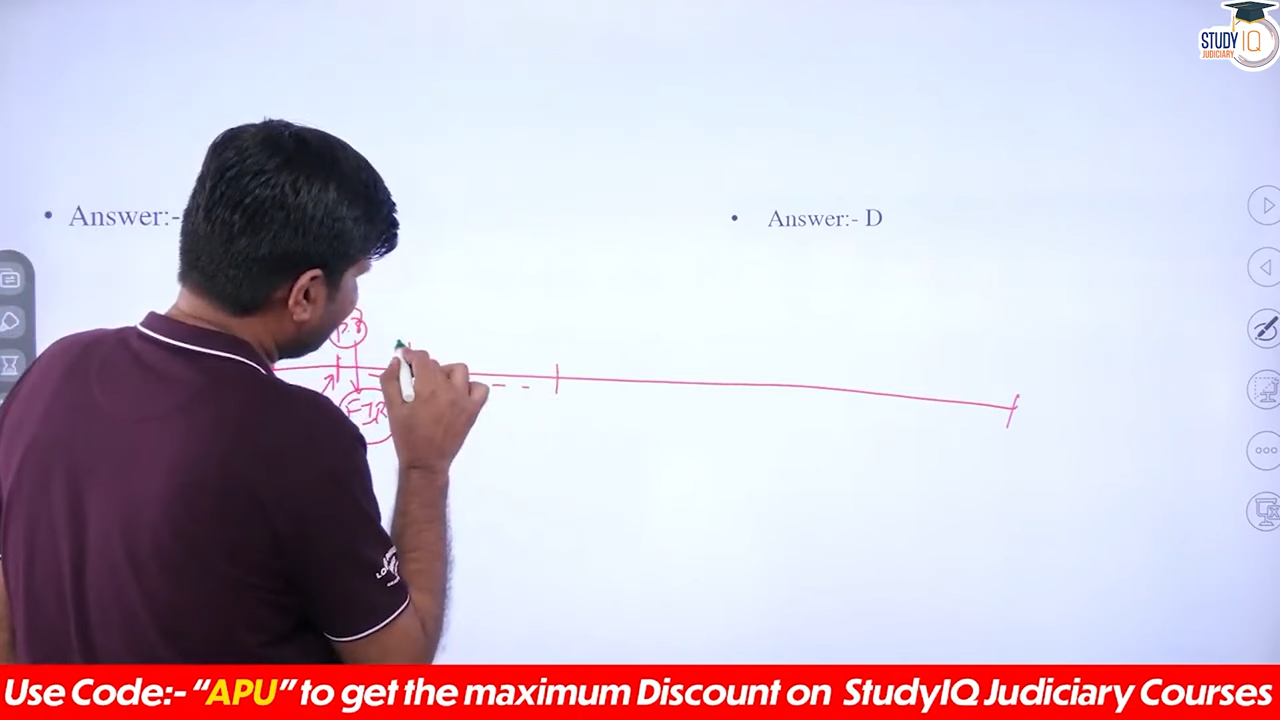 STUDY IQ
JUDICIARY
• Answer:-
• Answer:- D
FIR
Use Code:- “APU” to get the maximum Discount on StudyIQ Judiciary Courses